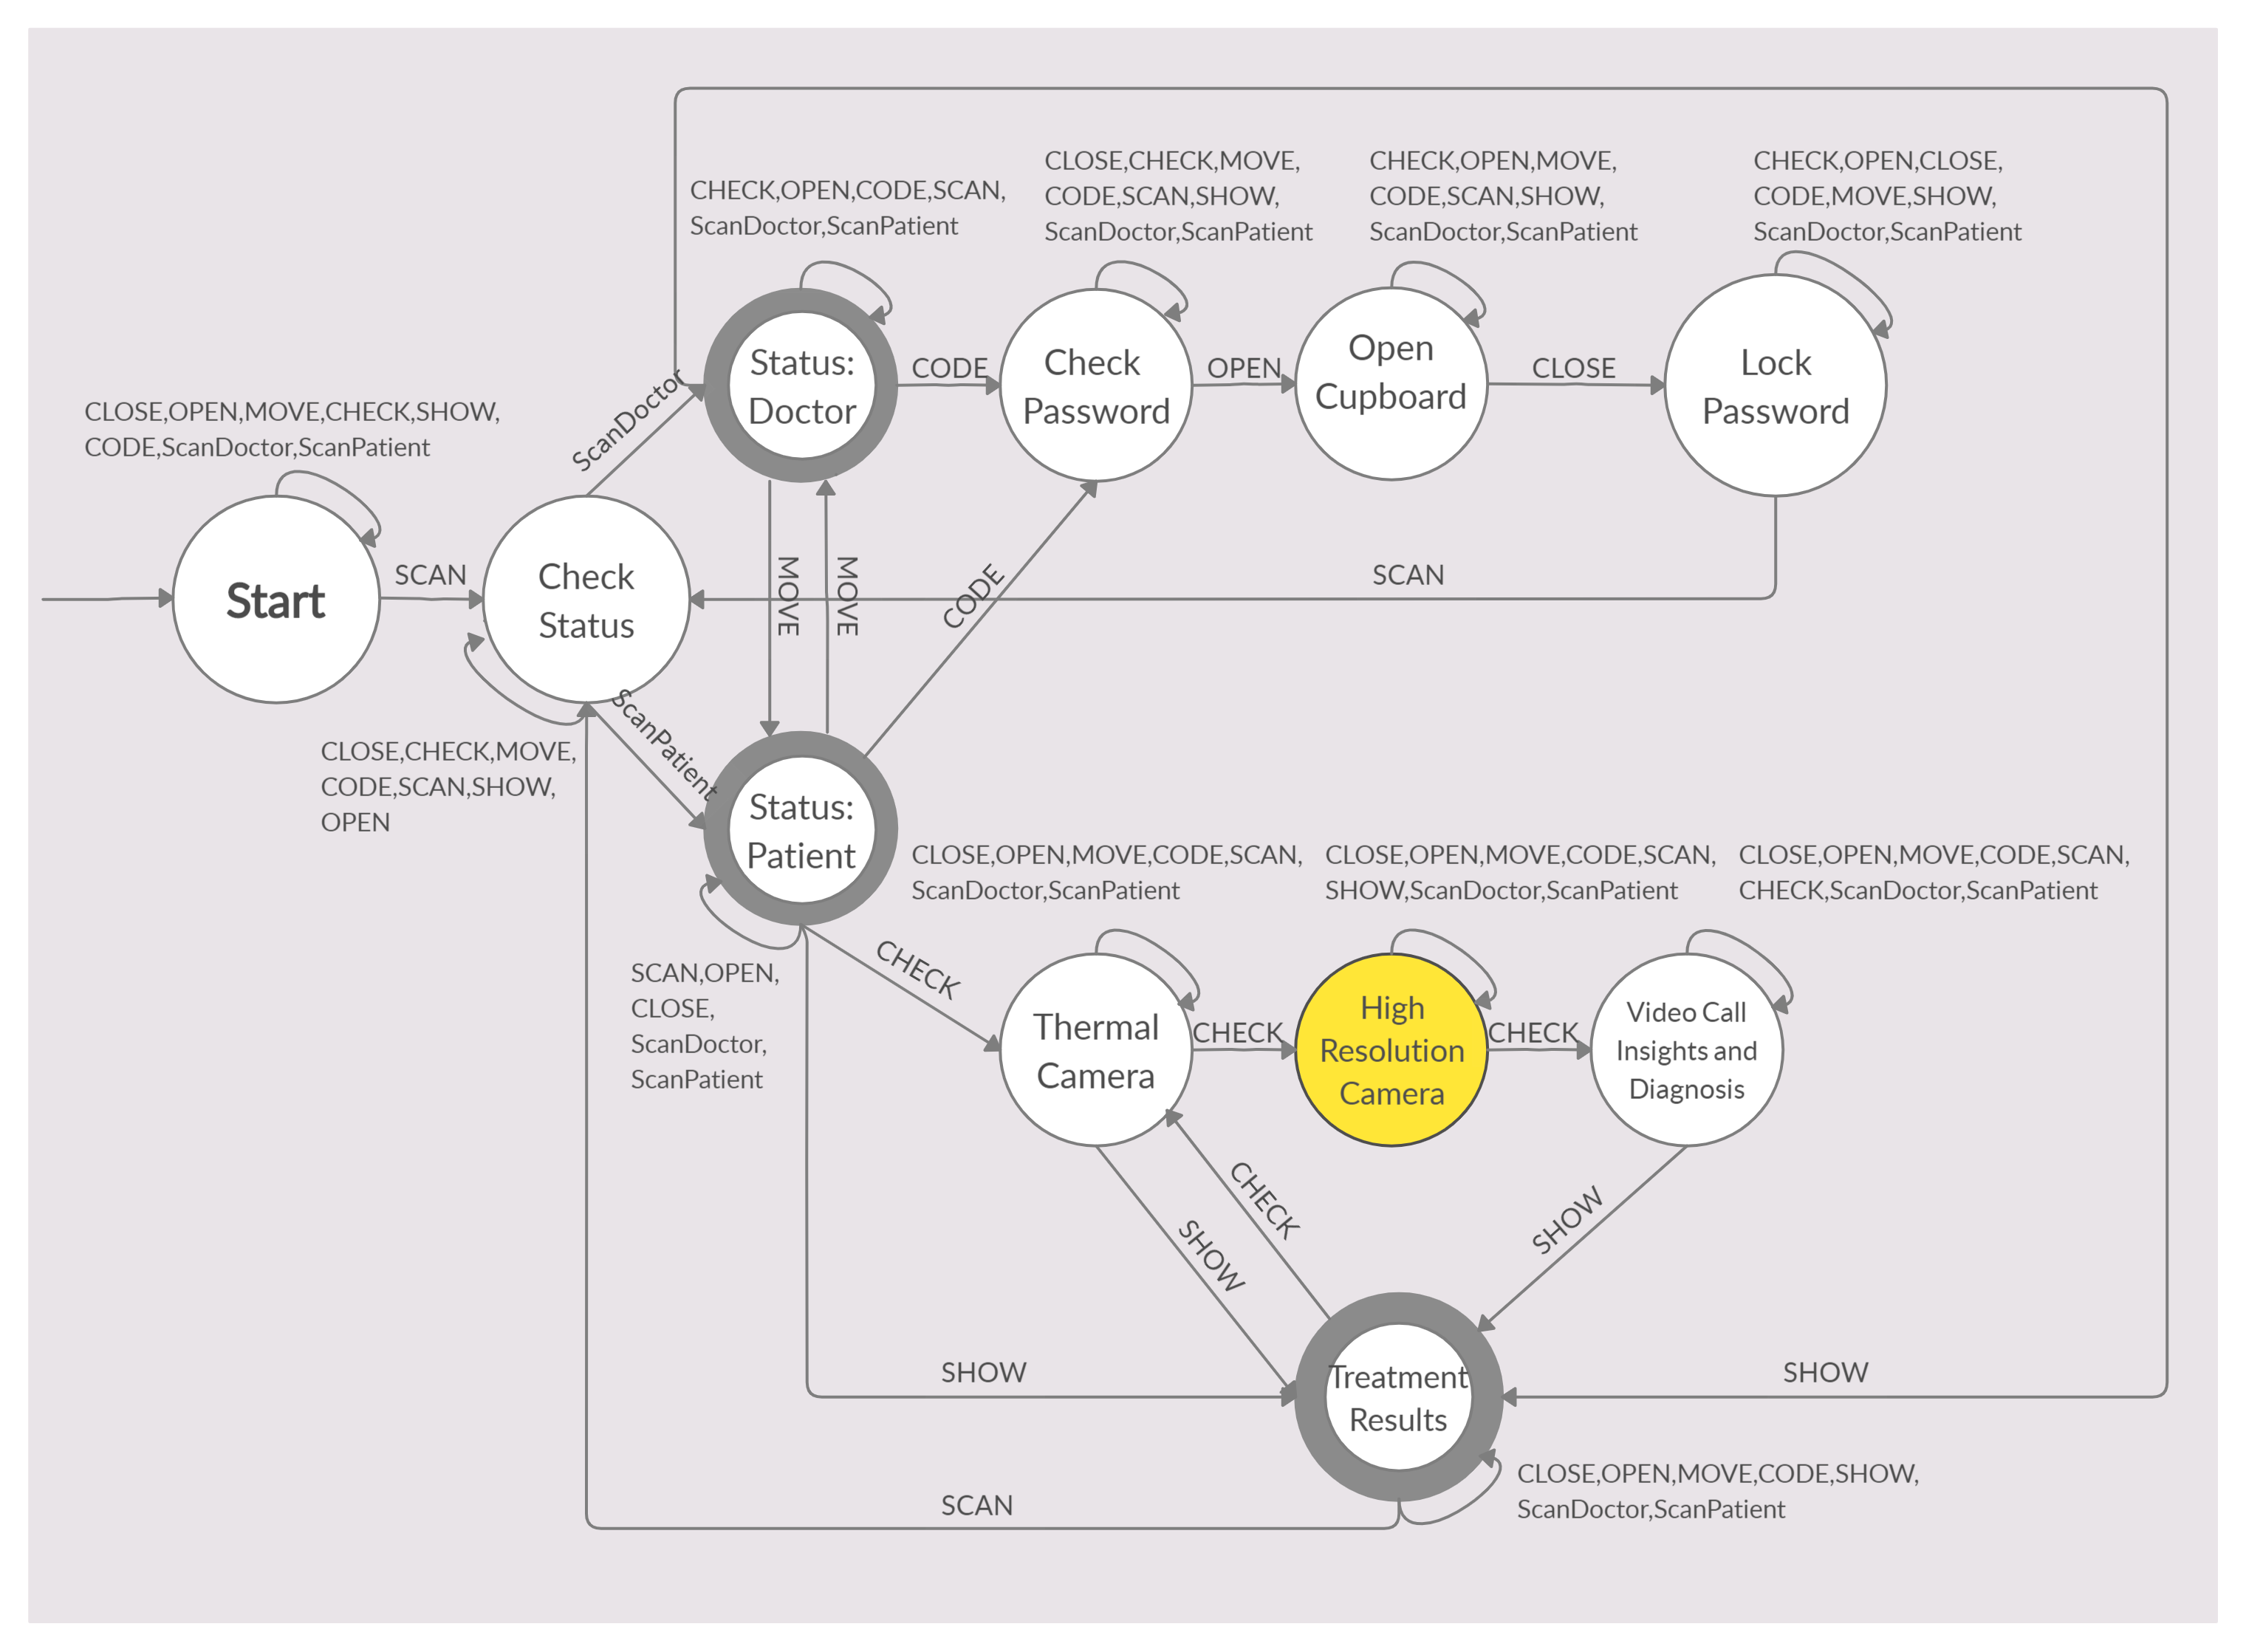 CHECK,OPEN,CODE,SCAN,
ScanDoctor,ScanPatient
CLOSE,CHECK,MOVE,
CODE,SCAN,SHOW,
ScanDoctor,ScanPatient
CHECK,OPEN,MOVE,
CODE,SCAN,SHOW,
ScanDoctor,ScanPatient
CHECK,OPEN,CLOSE,
CODE,MOVE,SHOW,
ScanDoctor,ScanPatient
Status:
Doctor
CODE
Check
Password
OPEN
Open
Cupboard
CLOSE
Lock
Password
ScanDoctor
CLOSE,OPEN,MOVE,CHECK,SHOW,
CODE,ScanDoctor,ScanPatient
Start
SCAN
Check
Status
MOVE
MOVE
CODE
SCAN
ScanPatient
CLOSE,CHECK,MOVE,
CODE,SCAN,SHOW,
OPEN
Status:
Patient
SCAN,OPEN,
CLOSE,
ScanDoctor,
ScanPatient
CHECK
CLOSE,OPEN,MOVE,CODE,SCAN,
ScanDoctor,ScanPatient
CLOSE,OPEN,MOVE,CODE,SCAN,
SHOW,ScanDoctor,ScanPatient
CLOSE,OPEN,MOVE,CODE,SCAN,
CHECK,ScanDoctor,ScanPatient
Thermal
Camera
CHECK
High
Resolution
Camera
CHECK
Video Call
Insights and
Diagnosis
CHECK
SHOW
SHOW
SHOW
Treatment
Results
SHOW
CLOSE,OPEN,MOVE,CODE,SHOW,
ScanDoctor,ScanPatient
SCAN